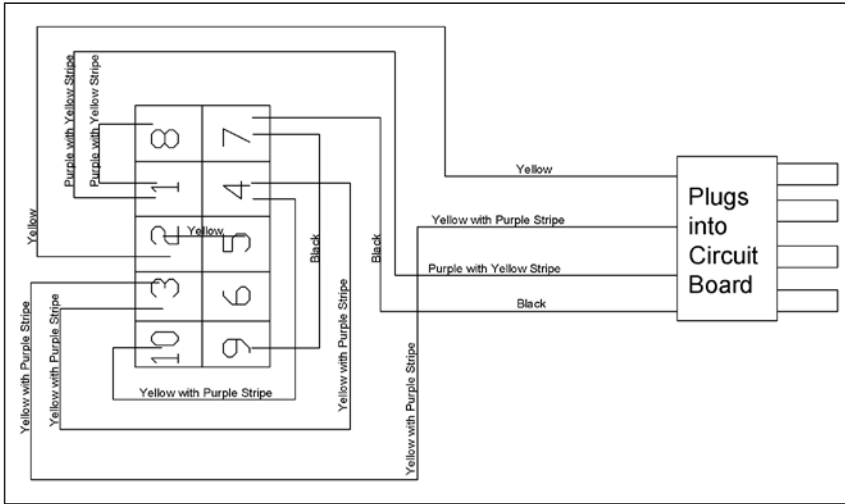 Purple with Yellow Stripe
Purple with Yellow Stripe
8
7
1
4
2
Yellow
5
3
6
10
9
Yellow
Black
Black
Yellow with Purple Stripe
Yellow with Purple Stripe
Yellow with Purple Stripe
Yellow with Purple Stripe
Yellow with Purple Stripe
Yellow
Yellow with Purple Stripe
Purple with Yellow Stripe
Black
Plugs
into
Circuit
Board